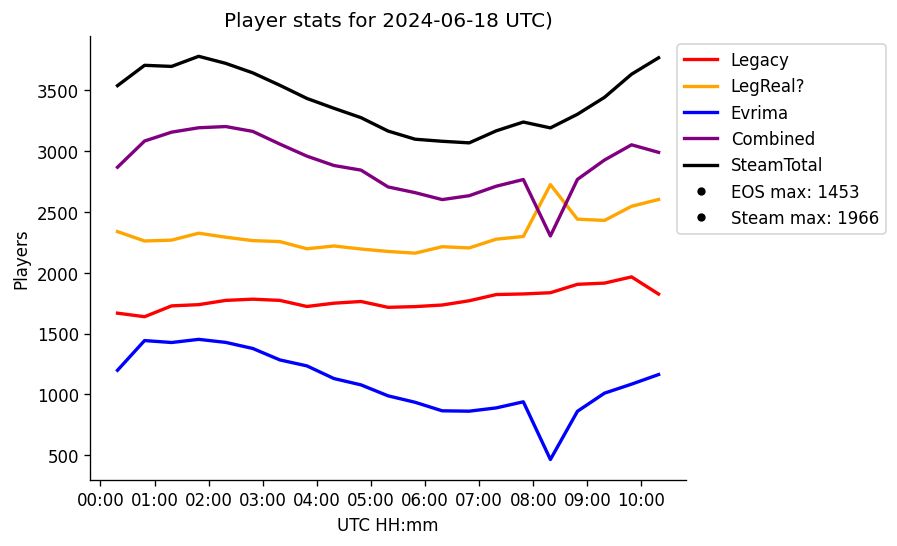 Player stats for 2024-06-18 UTC)
Legacy
LegReal?
Evrima
Combined
SteamTotal
EOS max: 1453
Steam max: 1966
Players
3500
3000
2500
2000
1500
1000
500
00:00 01:00 02:00 03:00 04:00 05:00 06:00 07:00 08:00 09:00 10:00
UTC HH:mm